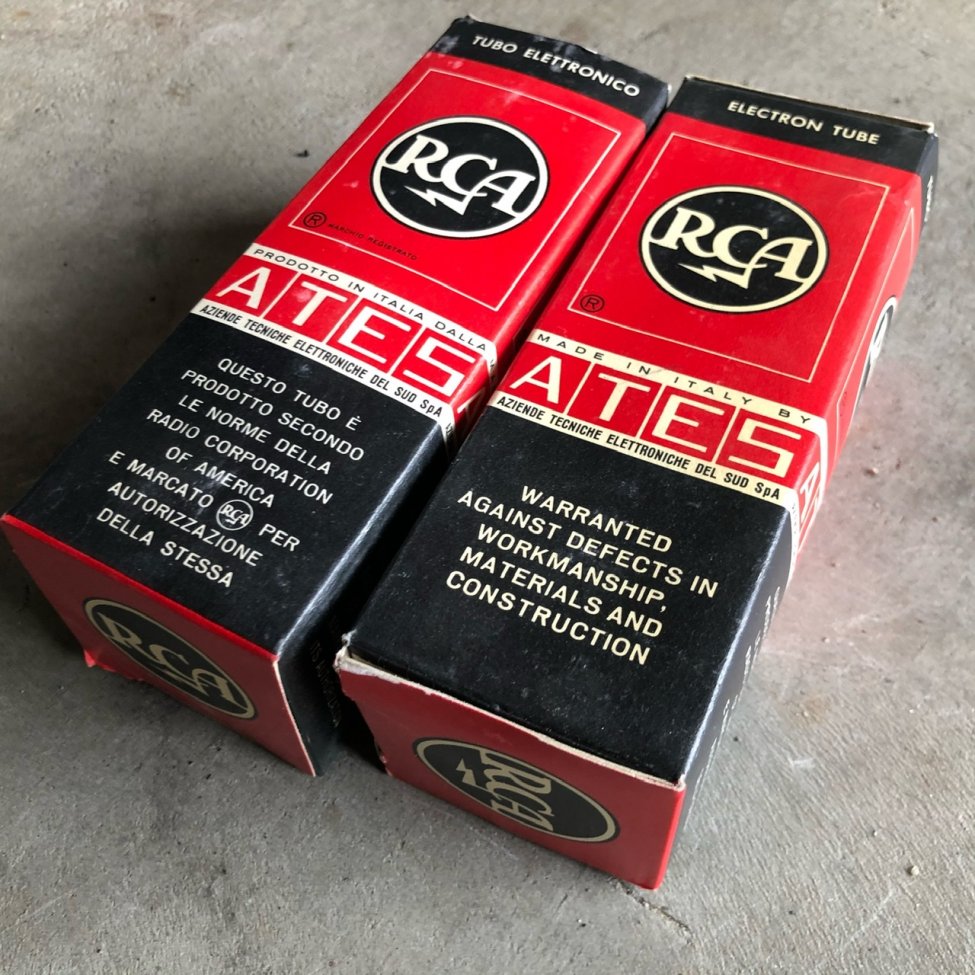 TUBO ELETTRONICO
RCA
® MARCHIO REGISTRATO
PRODOTTO IN ITALIA DALLA
ATES
AZIENDE TECNICHE ELETTRONICHE DEL SUD SpA
QUESTO TUBO È
PRODOTTO SECONDO
LE NORME DELLA
RADIO CORPORATION
OF AMERICA
E MARCATO RCA PER
AUTORIZZAZIONE
DELLA STESSA
RCA
ELECTRON TUBE
RCA
®
MADE IN ITALY BY
ATES
AZIENDE TECNICHE ELETTRONICHE DEL SUD SpA
WARRANTED
AGAINST DEFECTS IN
WORKMANSHIP,
MATERIALS AND
CONSTRUCTION
RCA